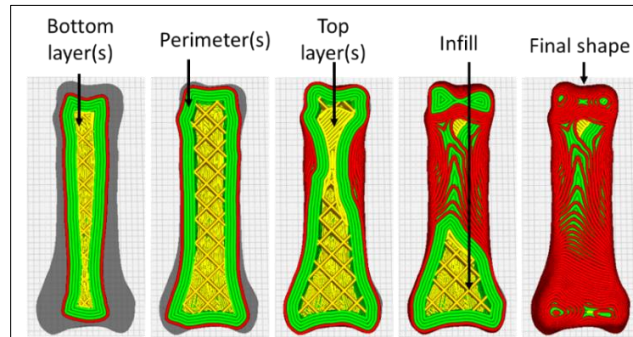 Bottom
layer(s)
Perimeter(s)
Top
layer(s)
Infill
Final shape